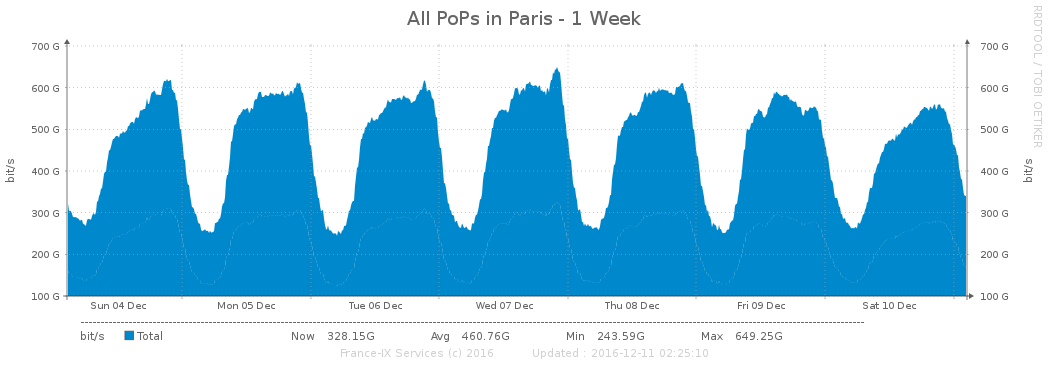 All PoPs in Paris - 1 Week
RRDTOOL / TOBI OETIKER
700 G 700 G
600 G 600 G
500 G 500 G
400 G 400 G
300 G 300 G
200 G 200 G
100 G 100 G
bit/s bit/s
Sun 04 Dec Mon 05 Dec Tue 06 Dec Wed 07 Dec Thu 08 Dec Fri 09 Dec Sat 10 Dec
bit/s Total Now 328.15G Avg 460.76G Min 243.59G Max 649.25G
France-IX Services (c) 2016 Updated : 2016-12-11 02:25:10